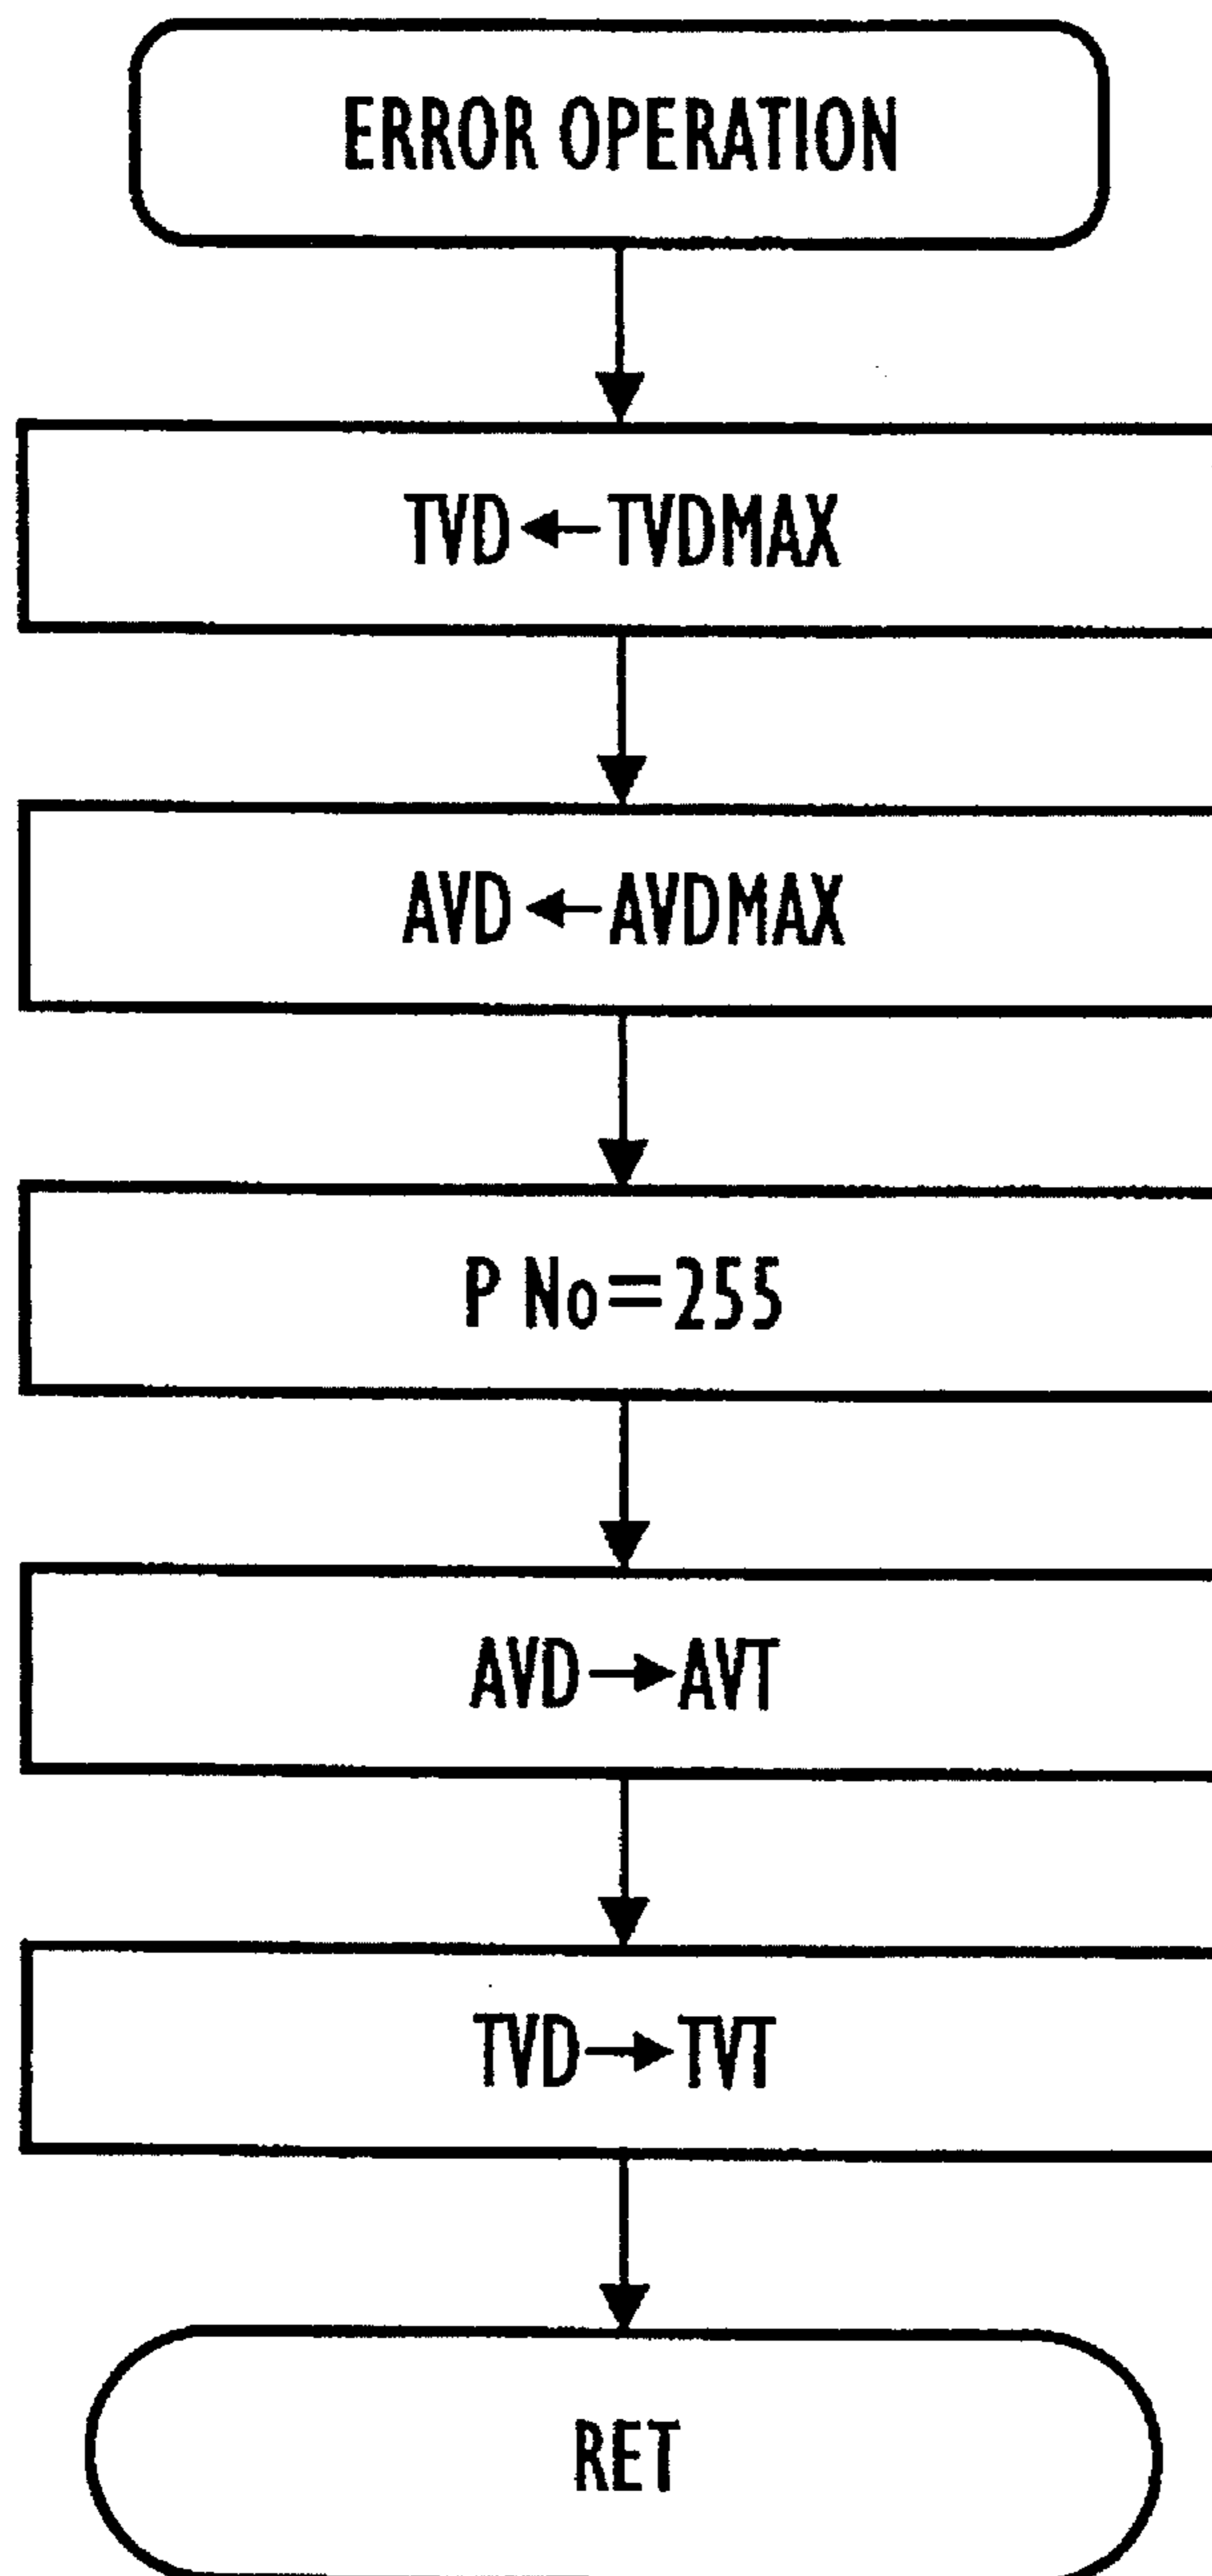 ERROR OPERATION
TVD←TVDMAX
AVD←AVDMAX
P No=255
AVD→AVT
TVD→TVT
RET